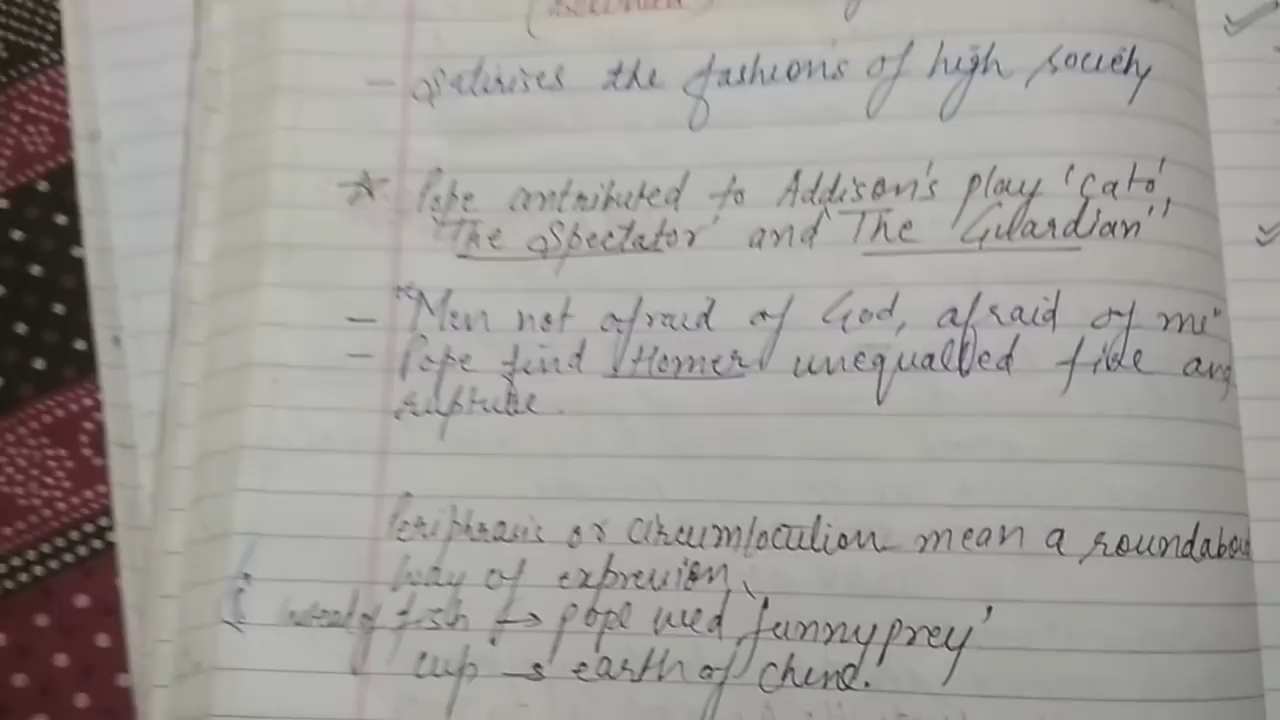 - Satirises the fashions of high society
* Pope contributed to Addison's play 'Cato'
'The Spectator' and 'The Guardian"
- "Men not afraid of God, afraid of me"
- Pope find Homer unequalled fire and
rapture.
Periphrasis or circumlocution mean a roundabout
way of expression.
fish → pope used 'funnyprey'
cup → earth of China.